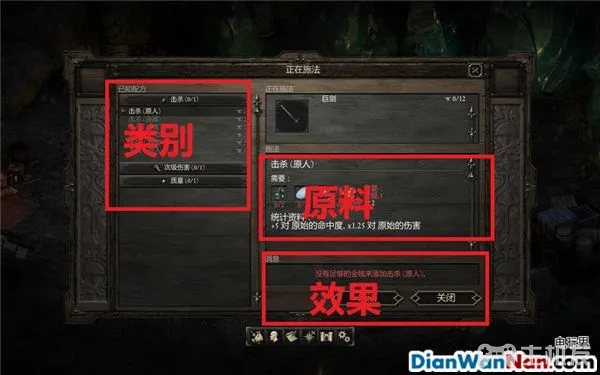 正在施法
已知配方
击杀(0/1)
击杀(原人)
类别
次级伤害(0/1)
质量(0/1)
正在施法
巨剑
0/12
施法
击杀(原人)
需要：
原料
统计资料
+5 对 原始的命中度, x1.25 对 原始的伤害
消息
没有足够的金钱来添加击杀(原人)。
效果
关闭
电玩男
DianWanNan.com